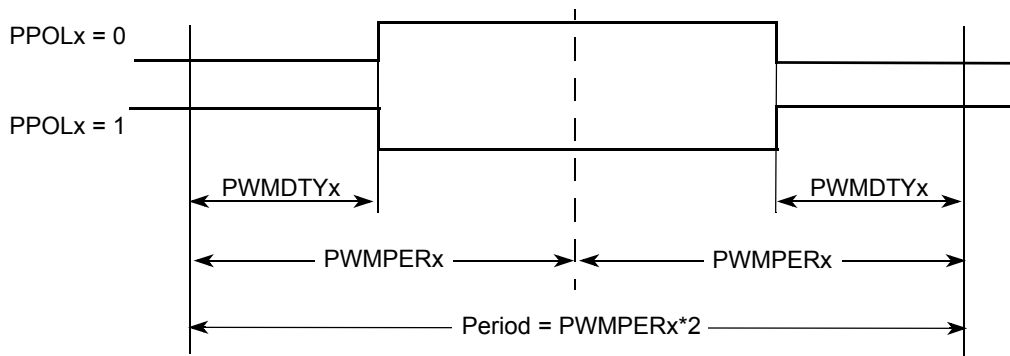 PPOLx = 0
PPOLx = 1
PWMDTYx
PWMDTYx
PWMPERx
PWMPERx
Period = PWMPERx*2